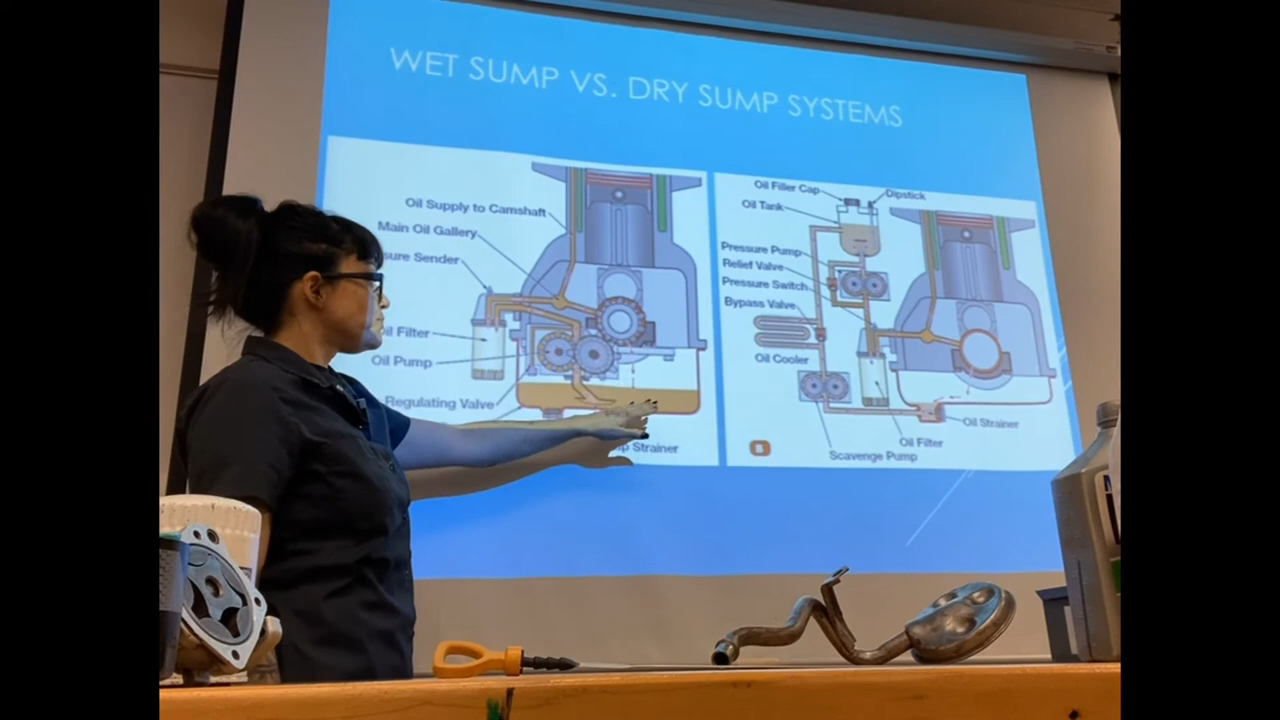 WET SUMP VS. DRY SUMP SYSTEMS
Oil Supply to Camshaft
Main Oil Gallery
sure Sender
il Filter
Oil Pump
Regulating Valve
p Strainer
Oil Filler Cap
Dipstick
Oil Tank
Pressure Pump
Relief Valve
Pressure Switch
Bypass Valve
Oil Cooler
Oil Strainer
Oil Filter
Scavenge Pump
B